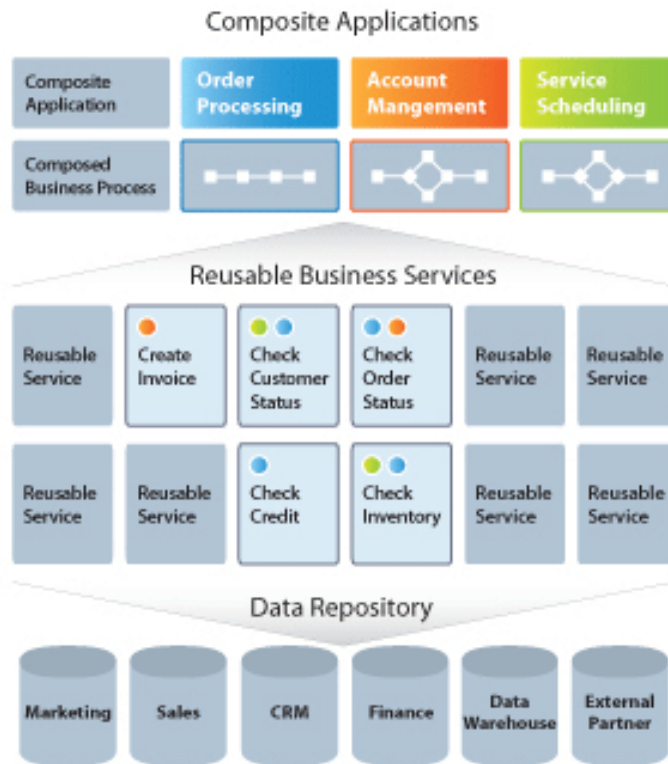 Composite Applications
Composite
Application
Order
Processing
Account
Mangement
Service
Scheduling
Composed
Business Process
Reusable Business Services
Reusable
Service
Create
Invoice
Check
Customer
Status
Check
Order
Status
Reusable
Service
Reusable
Service
Reusable
Service
Reusable
Service
Check
Credit
Check
Inventory
Reusable
Service
Reusable
Service
Data Repository
Marketing
Sales
CRM
Finance
Data
Warehouse
External
Partner